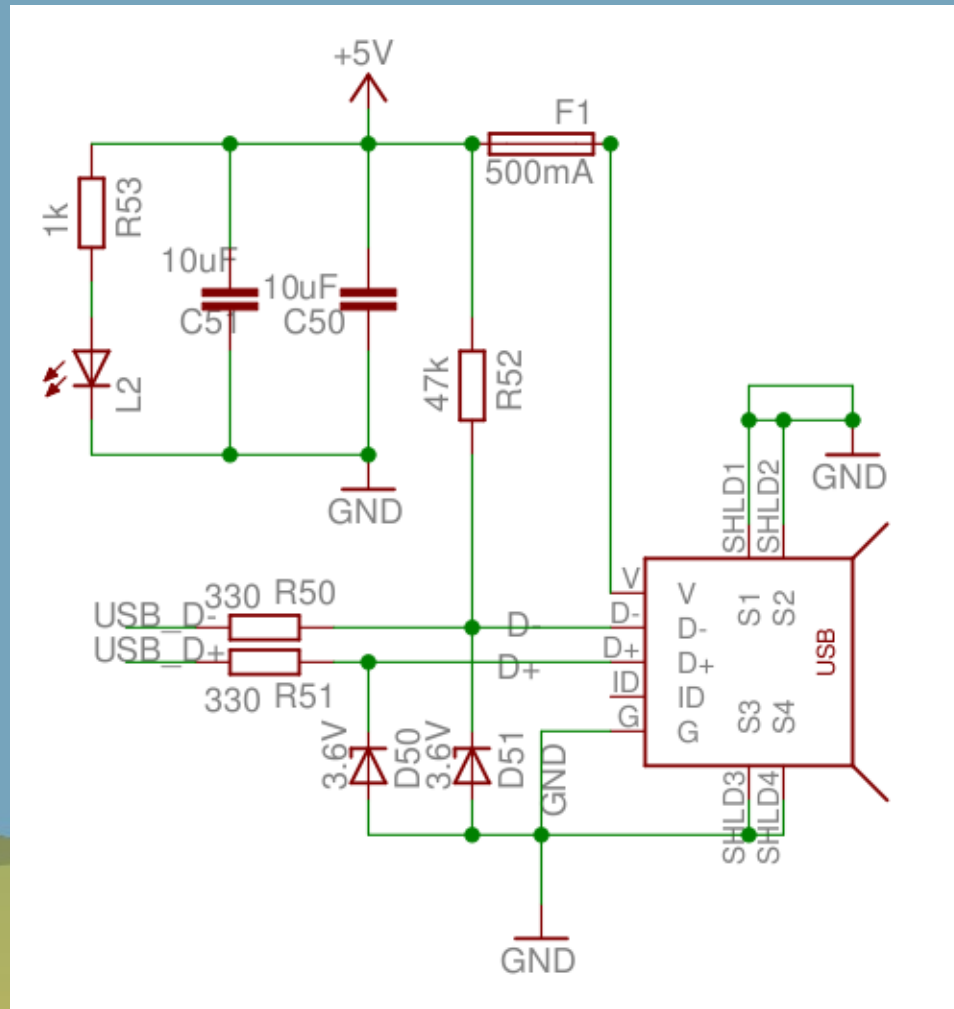 +5V
F1
500mA
1k
R53
10uF
C51
10uF
C50
L2
47k
R52
GND
GND
SHLD1
SHLD2
USB_D-
330
R50
D-
USB_D+
330
R51
D+
V
D-
D+
ID
G
V
D-
D+
ID
G
S1
S2
S3
S4
USB
3.6V
D50
3.6V
D51
GND
SHLD3
SHLD4
GND